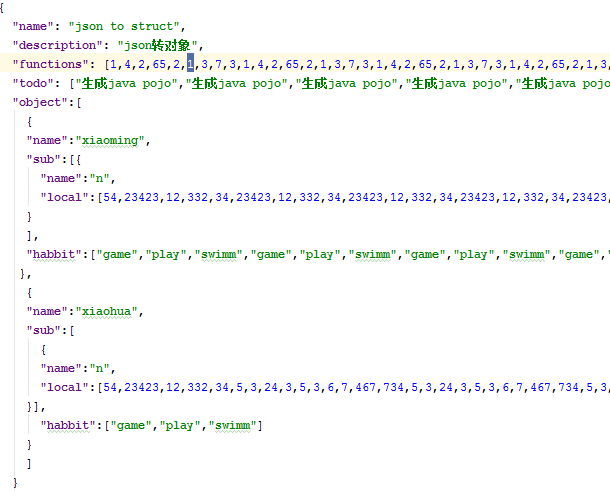 {
"name": "json to struct",
"description": "json转对象",
"functions": [1,4,2,65,2,1,3,7,3,1,4,2,65,2,1,3,7,3,1,4,2,65,2,1,3,7,3,1,4,2,65,2,1,3,
"todo": ["生成java pojo","生成java pojo","生成java pojo","生成java pojo","生成java pojo
"object":[
{
"name":"xiaoming",
"sub":[{
"name":"n",
"local":[54,23423,12,332,34,23423,12,332,34,23423,12,332,34,23423,12,332,34,23423,
}
],
"habbit":["game","play","swimm","game","play","swimm","game","play","swimm","game","
},
{
"name":"xiaohua",
"sub":[
{
"name":"n",
"local":[54,23423,12,332,34,5,3,24,3,5,3,6,7,467,734,5,3,24,3,5,3,6,7,467,734,5,3,
}],
"habbit":["game","play","swimm"]
}
]
}